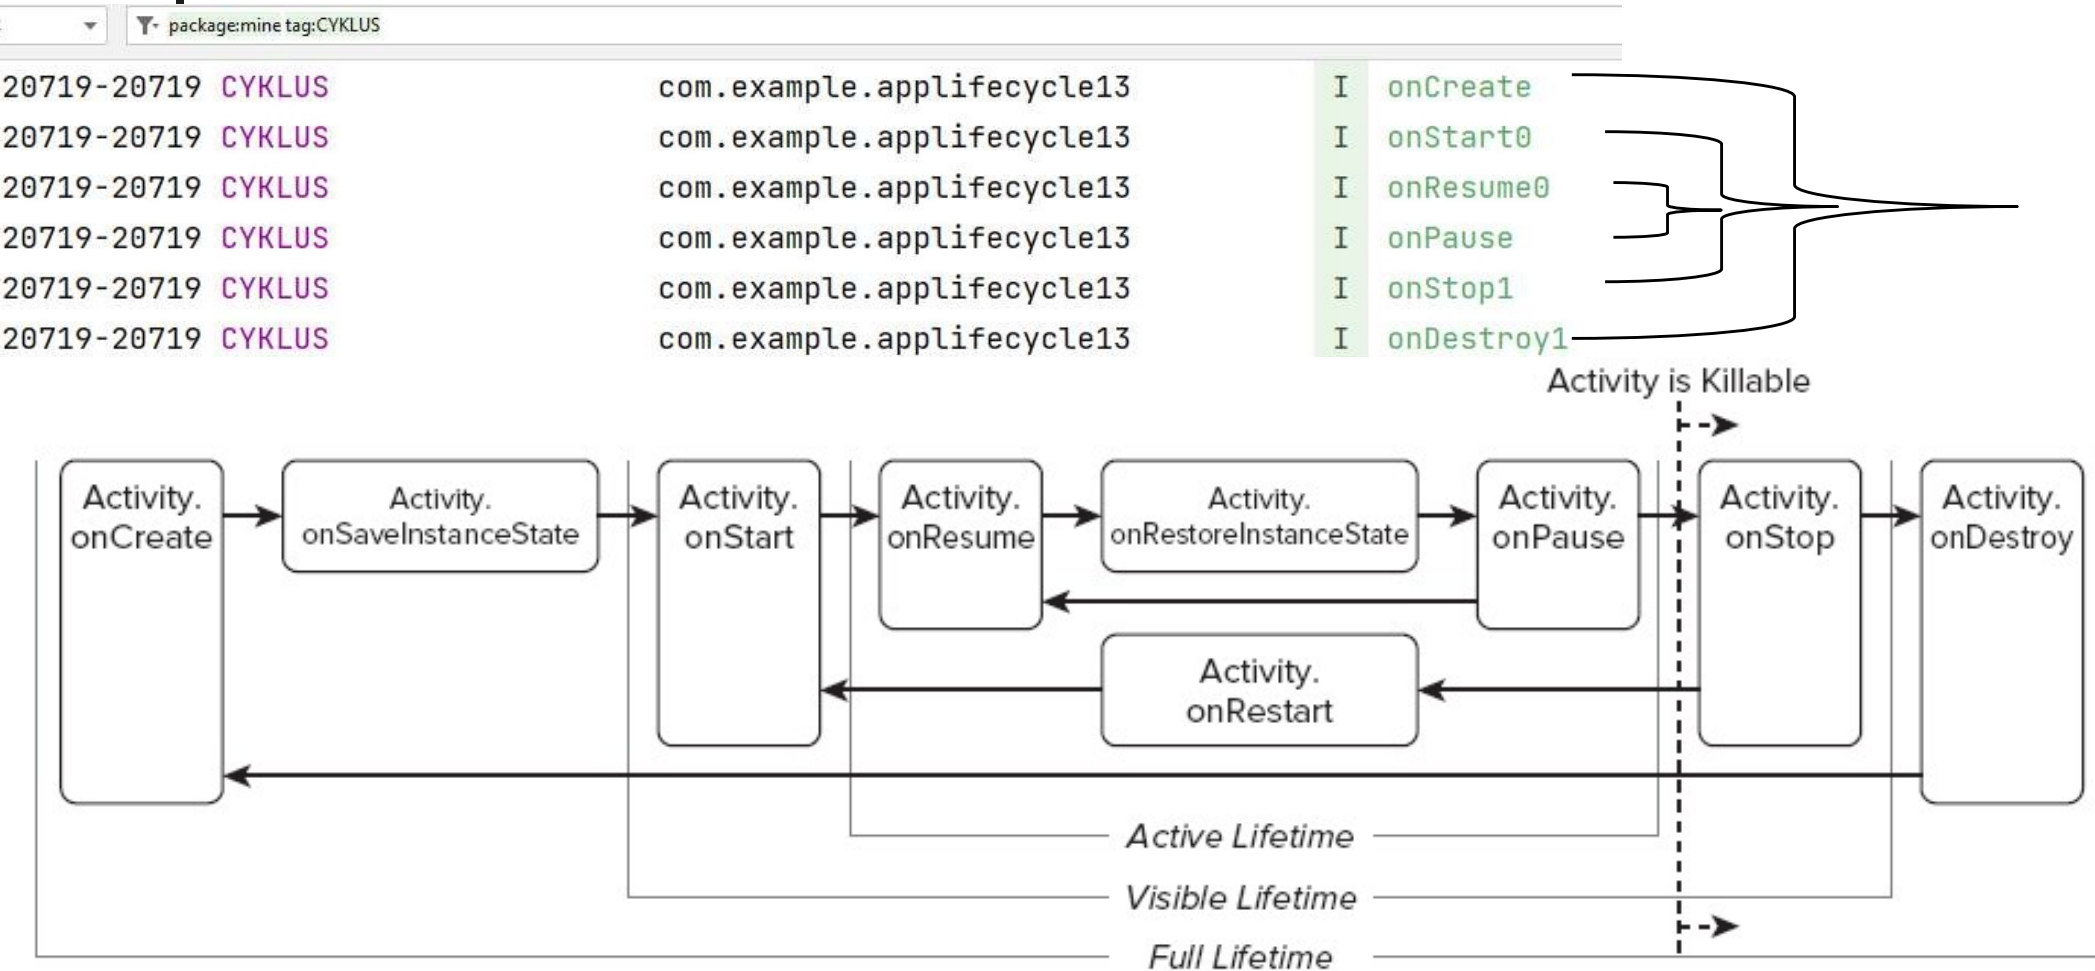 package:mine tag:CYKLUS
20719-20719 CYKLUS com.example.applifecycle13 I onCreate
20719-20719 CYKLUS com.example.applifecycle13 I onStart0
20719-20719 CYKLUS com.example.applifecycle13 I onResume0
20719-20719 CYKLUS com.example.applifecycle13 I onPause
20719-20719 CYKLUS com.example.applifecycle13 I onStop1
20719-20719 CYKLUS com.example.applifecycle13 I onDestroy1
Activity is Killable
Activity.
onCreate
Activity.
onSaveInstanceState
Activity.
onStart
Activity.
onResume
Activity.
onRestoreInstanceState
Activity.
onPause
Activity.
onStop
Activity.
onDestroy
Activity.
onRestart
Active Lifetime
Visible Lifetime
Full Lifetime